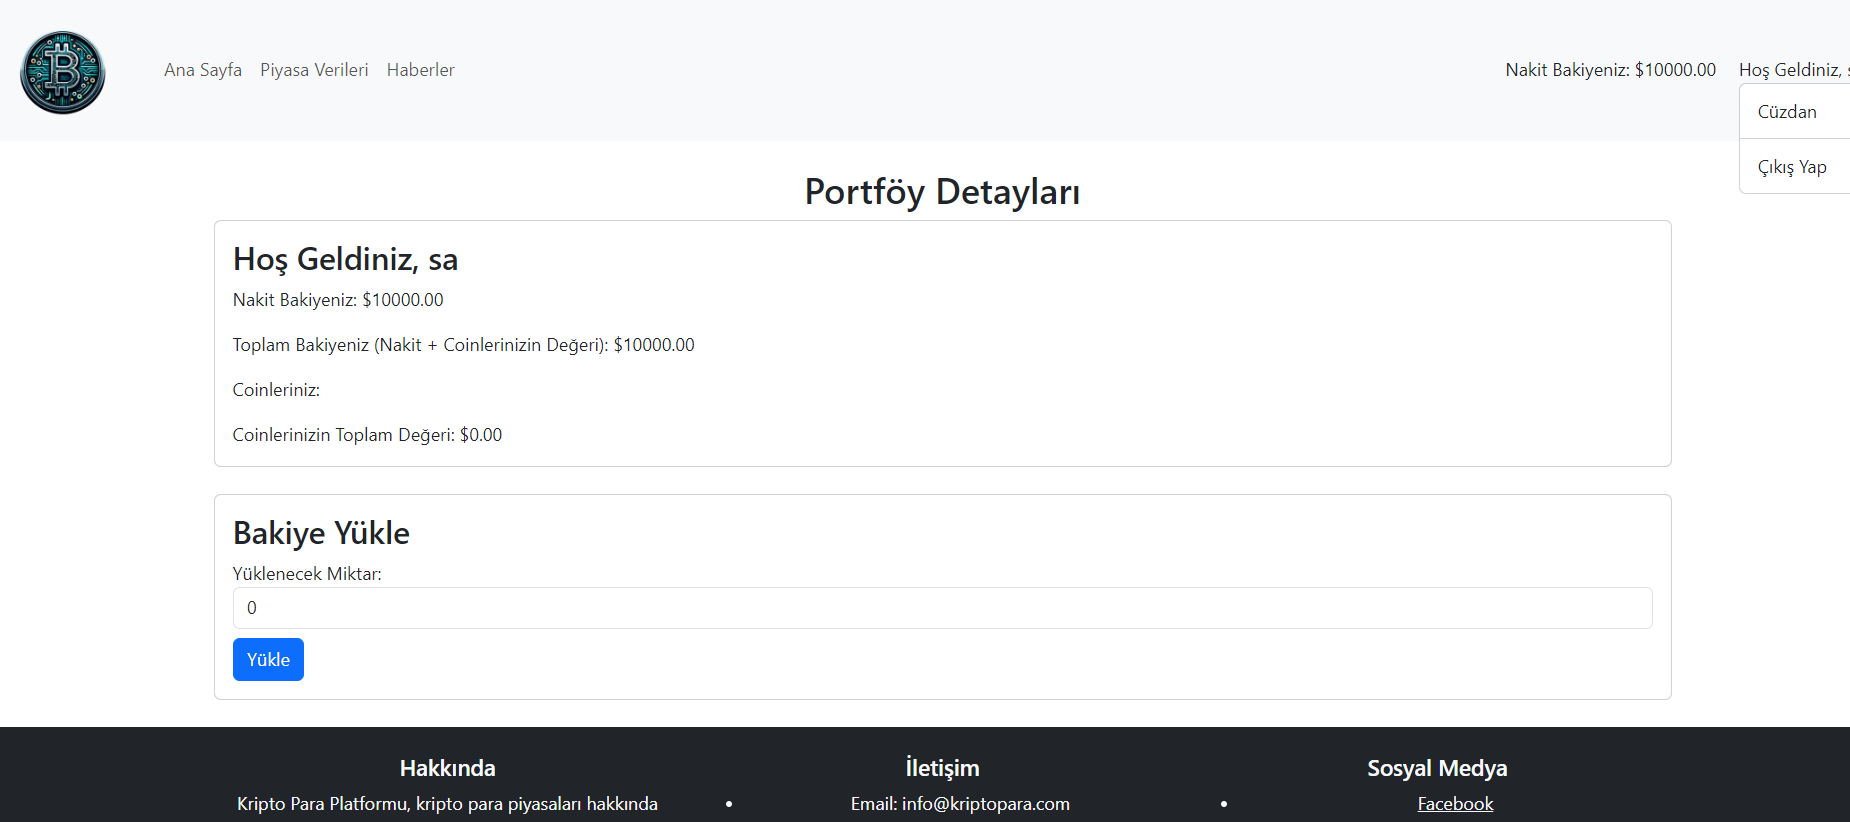 Ana Sayfa Piyasa Verileri Haberler Nakit Bakiyeniz: $10000.00 Hoş Geldiniz,
Cüzdan
Çıkış Yap
Portföy Detayları
Hoş Geldiniz, sa
Nakit Bakiyeniz: $10000.00
Toplam Bakiyeniz (Nakit + Coinlerinizin Değeri): $10000.00
Coinleriniz:
Coinlerinizin Toplam Değeri: $0.00
Bakiye Yükle
Yüklenecek Miktar:
0
Yükle
Hakkında İletişim Sosyal Medya
Kripto Para Platformu, kripto para piyasaları hakkında • Email: info@kriptopara.com • Facebook